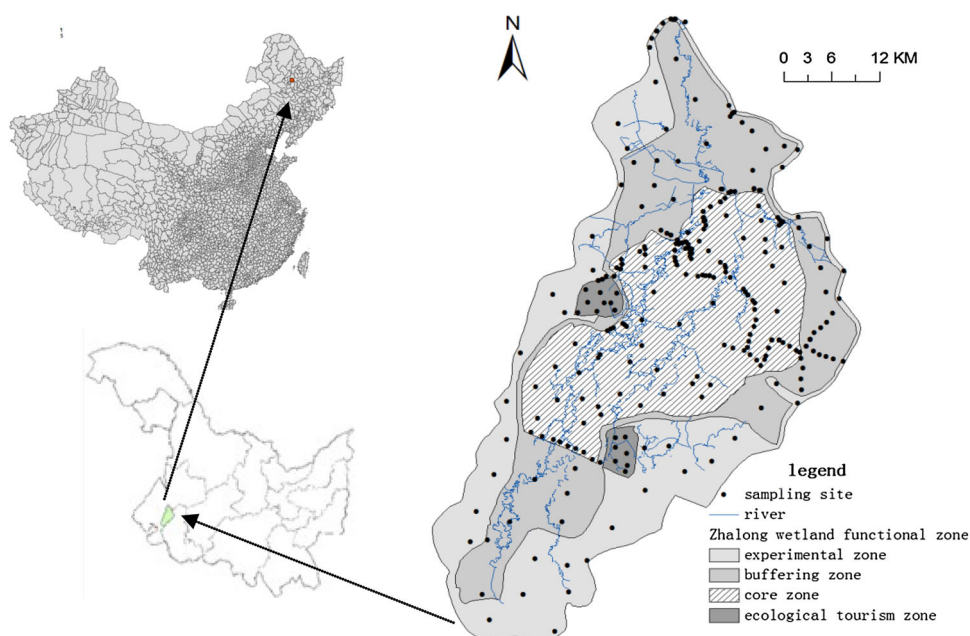 N
0 3 6 12 KM
legend
sampling site
river
Zhalong wetland functional zone
experimental zone
buffering zone
core zone
ecological tourism zone